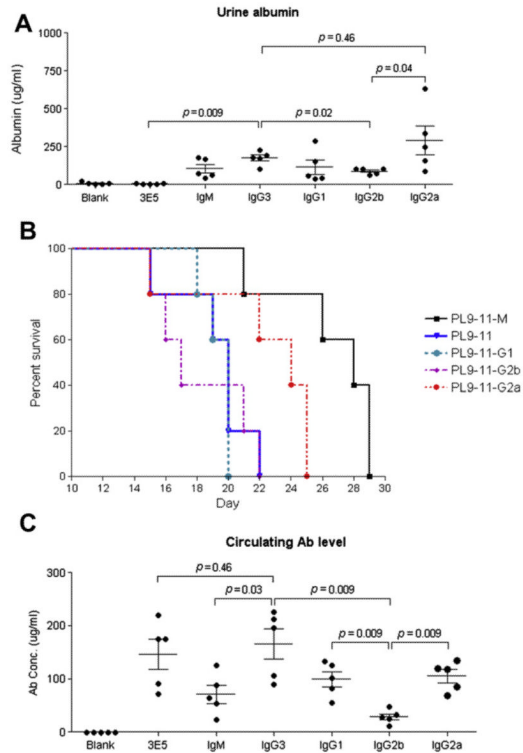 A
Urine albumin
Albumin (ug/ml)
1000
750
500
250
0
p = 0.46
p = 0.04
p = 0.009
p = 0.02
Blank 3E5 IgM IgG3 IgG1 IgG2b IgG2a
B
Percent survival
100
80
60
40
20
0
10 14 16 18 20 22 24 26 28 30
Day
PL9-11-M
PL9-11
PL9-11-G1
PL9-11-G2b
PL9-11-G2a
C
Circulating Ab level
Ab Conc. (ug/ml)
300
200
100
0
p = 0.46
p = 0.03
p = 0.009
p = 0.009
p = 0.009
Blank 3E5 IgM IgG3 IgG1 IgG2b IgG2a